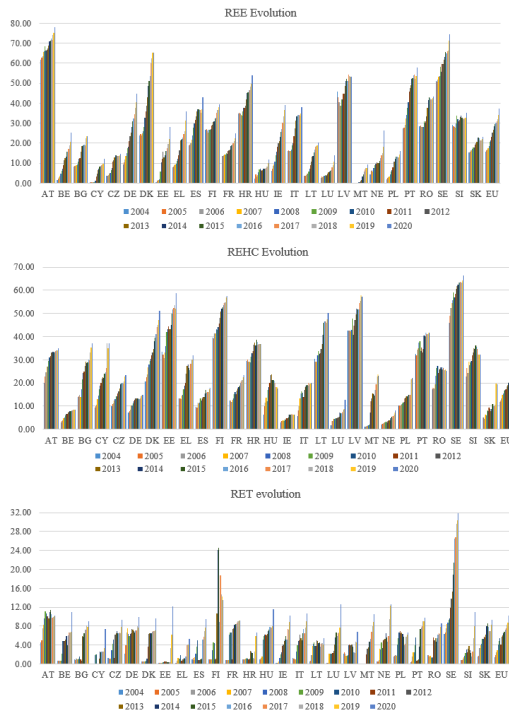 REE Evolution
80.00
70.00
60.00
50.00
40.00
30.00
20.00
10.00
0.00
AT BE BG CY CZ DE DK EE EL ES FI FR HR HU IE IT LT LU LV MT NE PL PT RO SE SI SK EU
2004 2005 2006 2007 2008 2009 2010 2011 2012
2013 2014 2015 2016 2017 2018 2019 2020
REHC Evolution
70.00
60.00
50.00
40.00
30.00
20.00
10.00
0.00
AT BE BG CY CZ DE DK EE EL ES FI FR HR HU IE IT LT LU LV MT NE PL PT RO SE SI SK EU
2004 2005 2006 2007 2008 2009 2010 2011 2012
2013 2014 2015 2016 2017 2018 2019 2020
RET evolution
32.00
28.00
24.00
20.00
16.00
12.00
8.00
4.00
0.00
AT BE BG CY CZ DE DK EE EL ES FI FR HR HU IE IT LT LU LV MT NE PL PT RO SE SI SK EU
2004 2005 2006 2007 2008 2009 2010 2011 2012
2013 2014 2015 2016 2017 2018 2019 2020